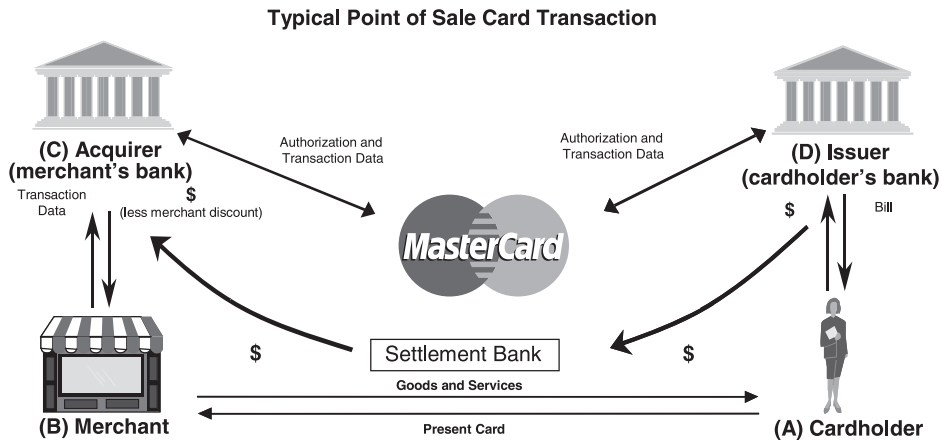 Typical Point of Sale Card Transaction
(C) Acquirer
(merchant's bank)
Authorization and
Transaction Data
Authorization and
Transaction Data
(D) Issuer
(cardholder's bank)
Transaction
Data
$
(less merchant discount)
$
Bill
MasterCard
$
Settlement Bank
$
Goods and Services
(B) Merchant
Present Card
(A) Cardholder